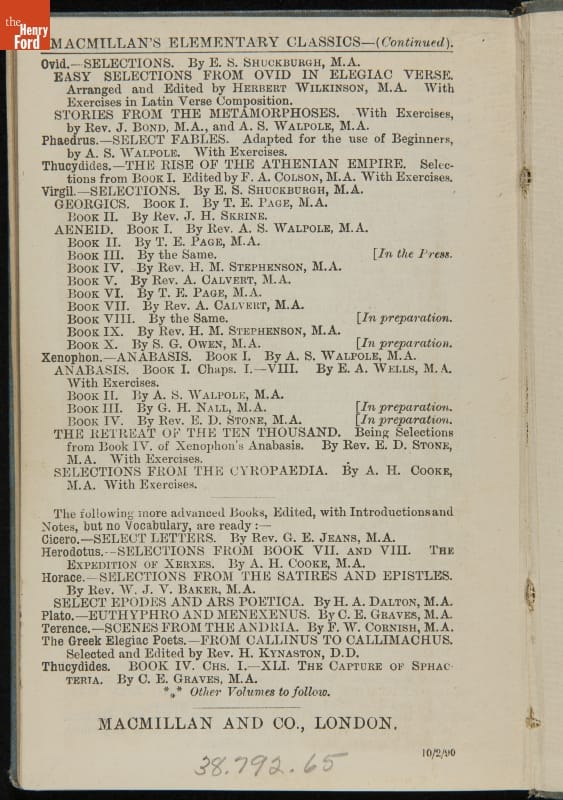 the
Henry
Ford
MACMILLAN'S ELEMENTARY CLASSICS—(Continued).
Ovid.—SELECTIONS. By E. S. SHUCKBURGH, M.A.
EASY SELECTIONS FROM OVID IN ELEGIAC VERSE.
Arranged and Edited by HERBERT WILKINSON, M.A. With
Exercises in Latin Verse Composition.
STORIES FROM THE METAMORPHOSES. With Exercises,
by Rev. J. BOND, M.A., and A. S. WALPOLE, M.A.
Phaedrus.—SELECT FABLES. Adapted for the use of Beginners,
by A. S. WALPOLE. With Exercises.
Thucydides.—THE RISE OF THE ATHENIAN EMPIRE. Selec-
tions from BOOK I. Edited by F. A. COLSON, M.A. With Exercises.
Virgil.—SELECTIONS. By E. S. SHUCKBURGH, M.A.
GEORGICS. BOOK I. By T. E. PAGE, M.A.
BOOK II. By Rev. J. H. SKRINE.
AENEID. BOOK I. By Rev. A. S. WALPOLE, M.A.
BOOK II. By T. E. PAGE, M.A.
BOOK III. By the Same. [In the Press.
BOOK IV. By Rev. H. M. STEPHENSON, M.A.
BOOK V. By Rev. A. CALVERT, M.A.
BOOK VI. By T. E. PAGE, M.A.
BOOK VII. By Rev. A. CALVERT, M.A.
BOOK VIII. By the Same. [In preparation.
BOOK IX. By Rev. H. M. STEPHENSON, M.A.
BOOK X. By S. G. OWEN, M.A. [In preparation.
Xenophon.—ANABASIS. BOOK I. By A. S. WALPOLE, M.A.
ANABASIS. BOOK I. Chaps. I.—VIII. By E. A. WELLS, M.A.
With Exercises.
BOOK II. By A. S. WALPOLE, M.A.
BOOK III. By G. H. NALL, M.A. [In preparation.
BOOK IV. By Rev. E. D. STONE, M.A. [In preparation.
THE RETREAT OF THE TEN THOUSAND. Being Selections
from Book IV. of Xenophon's Anabasis. By Rev. E. D. STONE,
M.A. With Exercises.
SELECTIONS FROM THE CYROPAEDIA. By A. H. COOKE,
M.A. With Exercises.
The following more advanced Books, Edited, with Introductions and
Notes, but no Vocabulary, are ready :—
Cicero.—SELECT LETTERS. By Rev. G. E. JEANS, M.A.
Herodotus.—SELECTIONS FROM BOOK VII. AND VIII. THE
EXPEDITION OF XERXES. By A. H. COOKE, M.A.
Horace.—SELECTIONS FROM THE SATIRES AND EPISTLES.
By Rev. W. J. V. BAKER, M.A.
SELECT EPODES AND ARS POETICA. By H. A. DALTON, M.A.
Plato.—EUTHYPHRO AND MENEXENUS. By C. E. GRAVES, M.A.
Terence.—SCENES FROM THE ANDRIA. By F. W. CORNISH, M.A.
The Greek Elegiac Poets.—FROM CALLINUS TO CALLIMACHUS.
Selected and Edited by Rev. H. KYNASTON, D.D.
Thucydides. BOOK IV. CHS. I.—XLI. THE CAPTURE OF SPHAC-
TERIA. By C. E. GRAVES, M.A.
*** Other Volumes to follow.
MACMILLAN AND CO., LONDON.
10/2/90
38.792.65